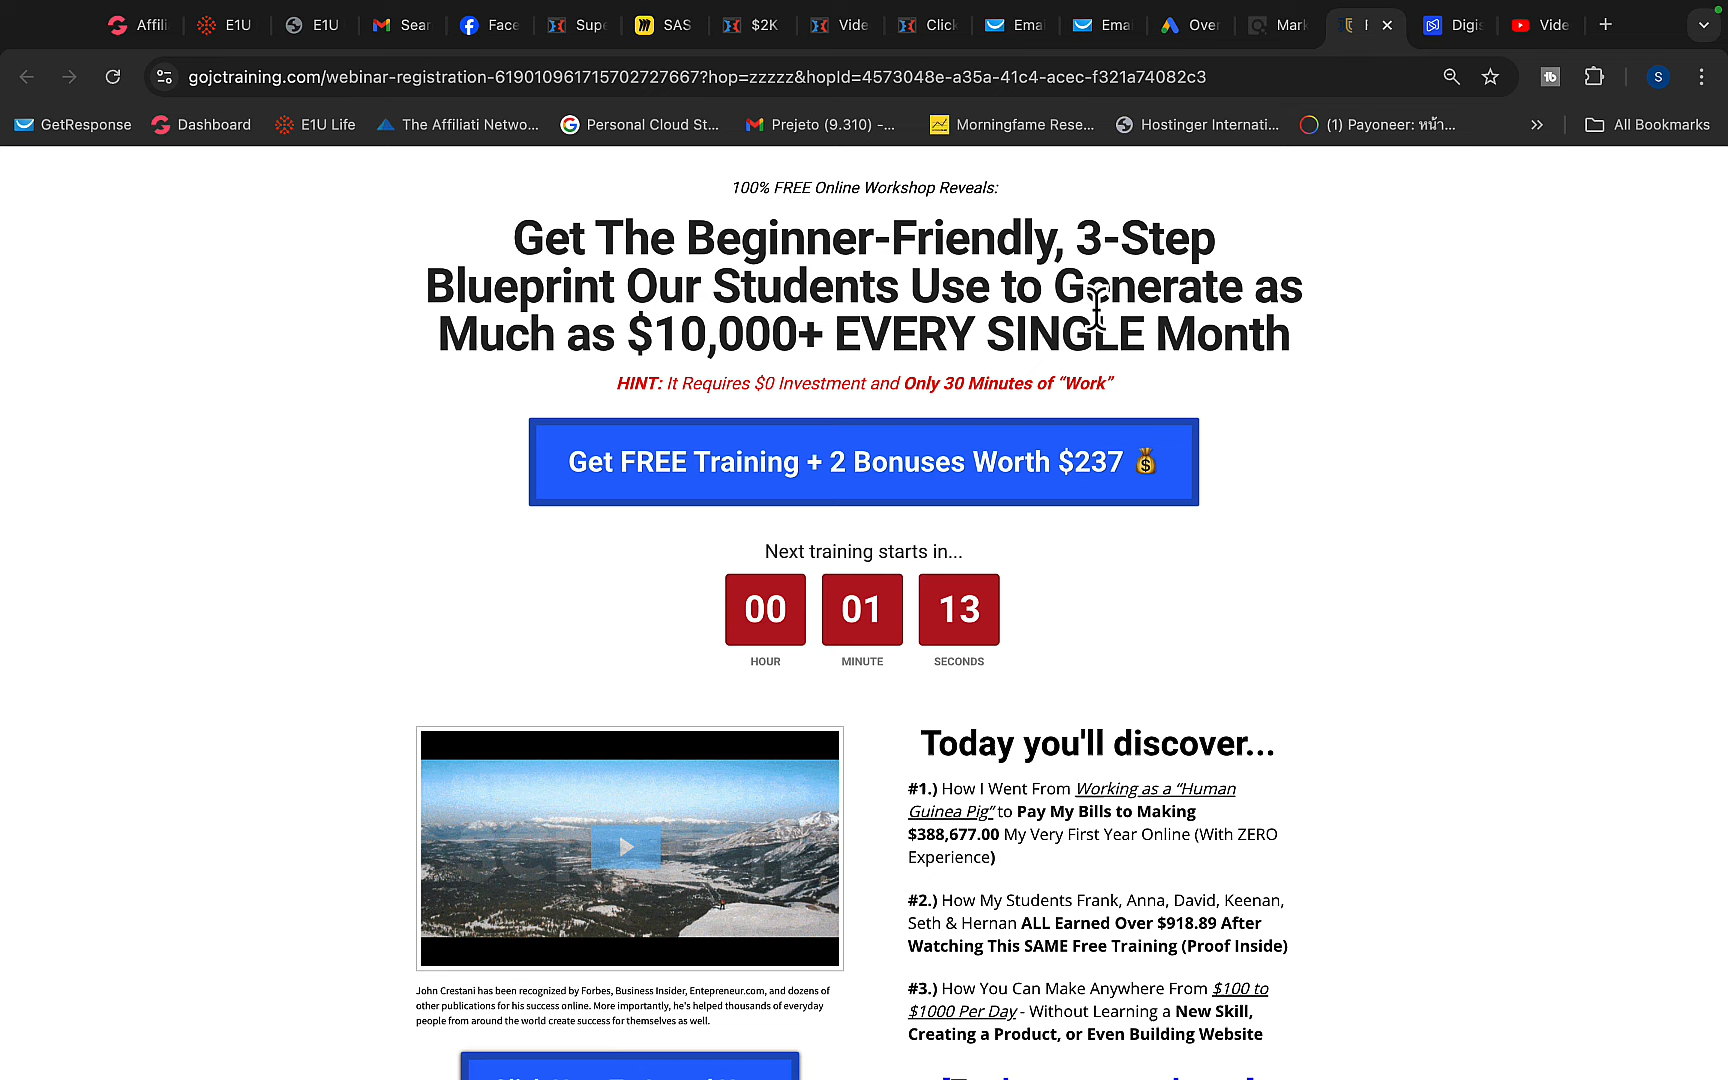 Affili
E1U
E1U
Sear
Face
Supe
SAS
$2K
Vide
Click
Emai
Emai
Over
Mark
Digis
Vide
gojctraining.com/webinar-registration-619010961715702727667?hop=zzzzz&hopId=4573048e-a35a-41c4-acec-f321a74082c3
S
GetResponse
Dashboard
E1U Life
The Affiliati Netwo...
Personal Cloud St...
Prejeto (9.310) -...
Morningfame Rese...
Hostinger Internati...
(1) Payoneer: หน้า...
All Bookmarks
100% FREE Online Workshop Reveals:
Get The Beginner-Friendly, 3-Step
Blueprint Our Students Use to Generate as
Much as $10,000+ EVERY SINGLE Month
HINT: It Requires $0 Investment and Only 30 Minutes of “Work”
Get FREE Training + 2 Bonuses Worth $237
Next training starts in...
00 01 13
HOUR MINUTE SECONDS
John Crestani has been recognized by Forbes, Business Insider, Entepreneur.com, and dozens of
other publications for his success online. More importantly, he's helped thousands of everyday
people from around the world create success for themselves as well.
Today you'll discover...
#1.) How I Went From Working as a “Human
Guinea Pig” to Pay My Bills to Making
$388,677.00 My Very First Year Online (With ZERO
Experience)
#2.) How My Students Frank, Anna, David, Keenan,
Seth & Hernan ALL Earned Over $918.89 After
Watching This SAME Free Training (Proof Inside)
#3.) How You Can Make Anywhere From $100 to
$1000 Per Day - Without Learning a New Skill,
Creating a Product, or Even Building Website